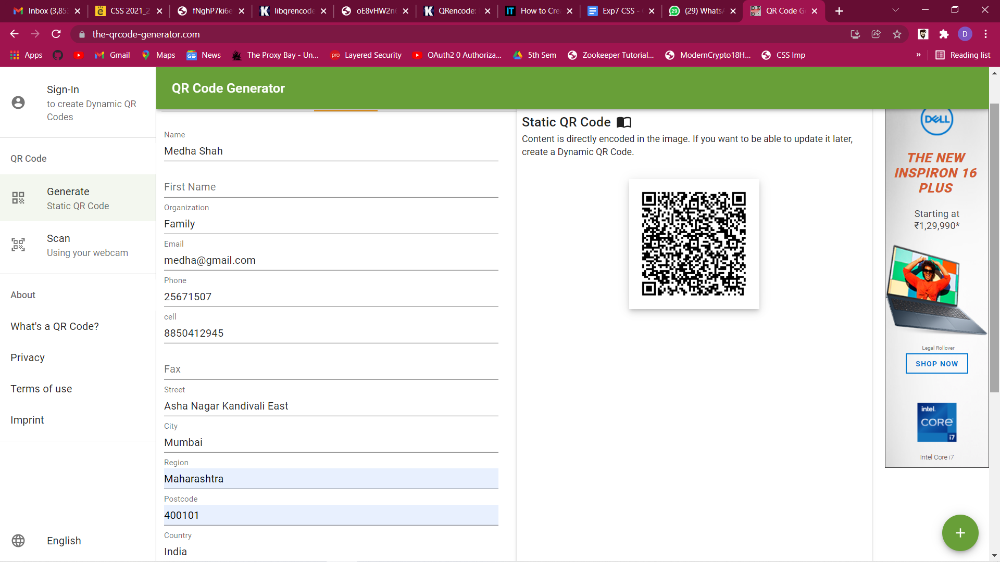 Inbox (3,85
CSS 2021_2
fNghP7ki6e
libqrencode
oE8vHW2n
QRencode:
How to Cre
Exp7 CSS -
(29) WhatsA
QR Code Ge
the-qrcode-generator.com
D
Apps
Gmail
Maps
News
The Proxy Bay - Un...
pro Layered Security
OAuth2 0 Authoriza...
5th Sem
Zookeeper Tutorial...
ModernCrypto18H...
CSS Imp
»
Reading list
Sign-In
to create Dynamic QR
Codes
QR Code
Generate
Static QR Code
Scan
Using your webcam
About
What's a QR Code?
Privacy
Terms of use
Imprint
English
QR Code Generator
Name
Medha Shah
First Name
Organization
Family
Email
medha@gmail.com
Phone
25671507
cell
8850412945
Fax
Street
Asha Nagar Kandivali East
City
Mumbai
Region
Maharashtra
Postcode
400101
Country
India
Static QR Code
Content is directly encoded in the image. If you want to be able to update it later,
create a Dynamic QR Code.
DELL
THE NEW
INSPIRON 16
PLUS
Starting at
₹1,29,990*
Legal Rollover
SHOP NOW
intel.
CORE
i7
Intel Core i7